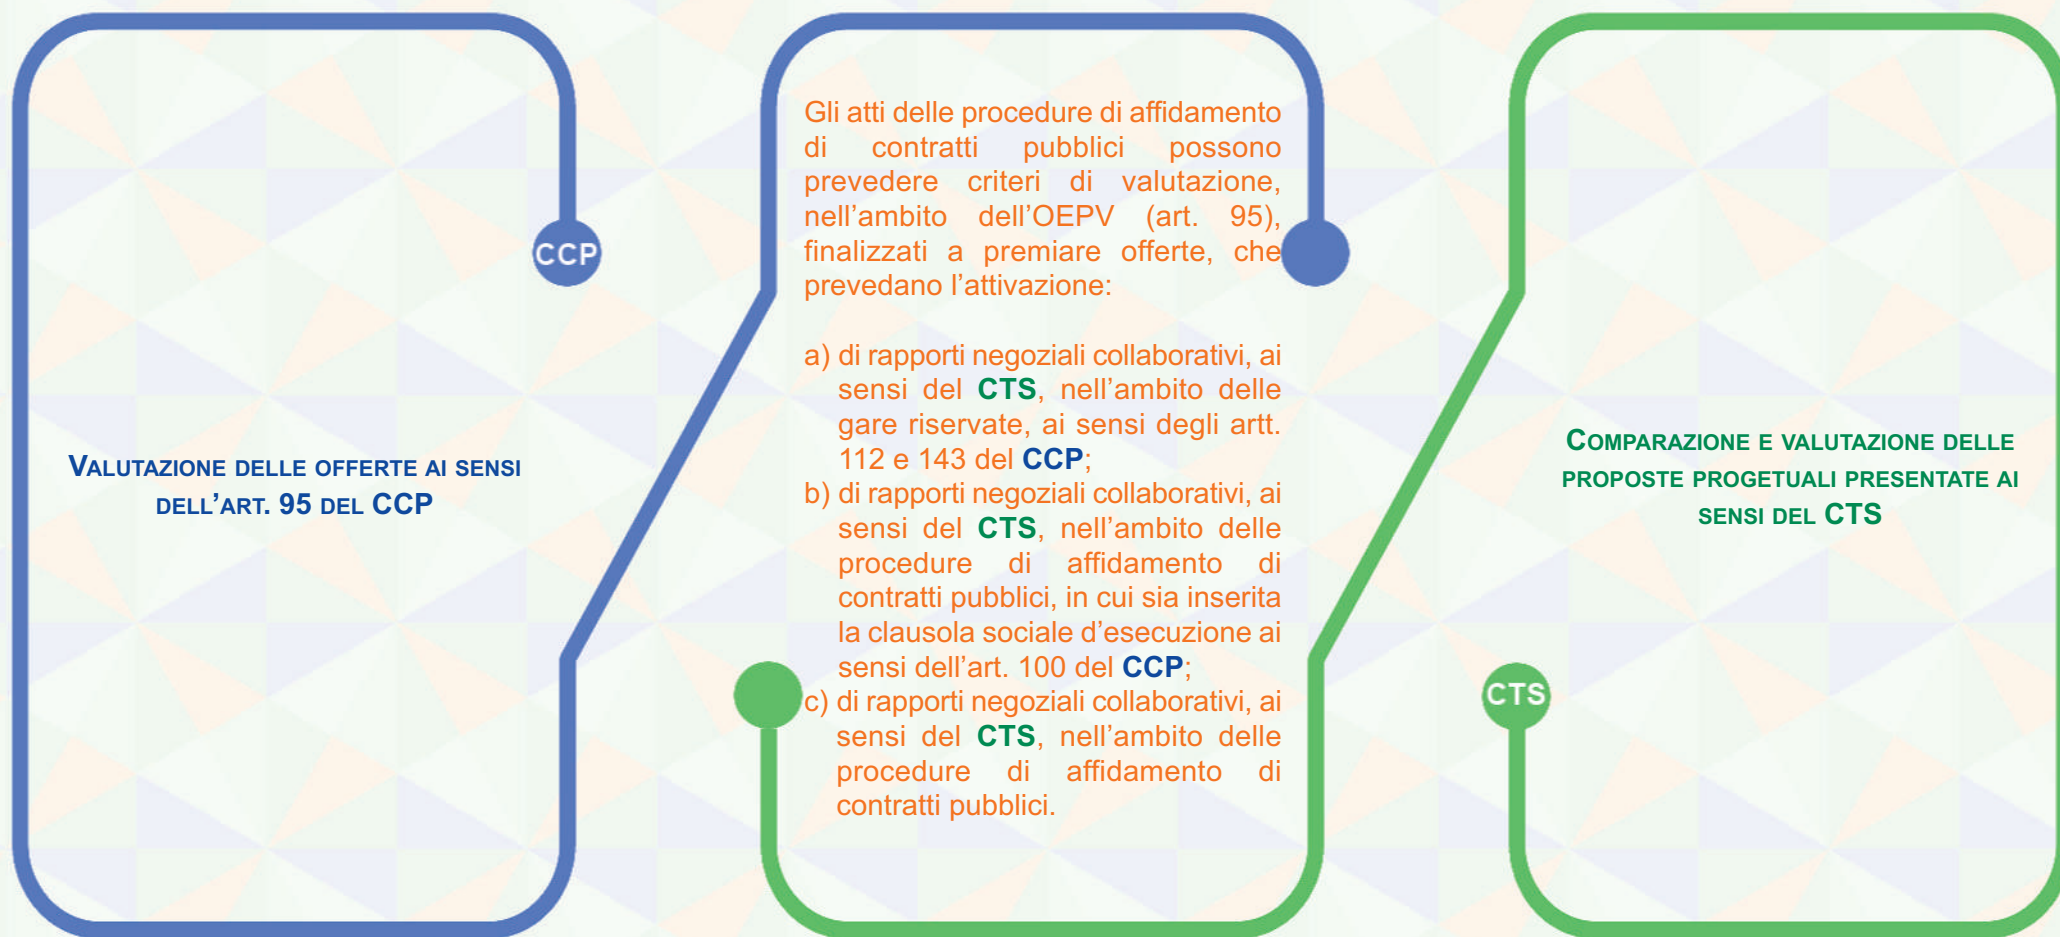 VALUTAZIONE DELLE OFFERTE AI SENSI
DELL'ART. 95 DEL CCP
CCP
Gli atti delle procedure di affidamento
di contratti pubblici possono
prevedere criteri di valutazione,
nell'ambito dell'OEPV (art. 95),
finalizzati a premiare offerte, che
prevedano l'attivazione:
a) di rapporti negoziali collaborativi, ai
sensi del CTS, nell'ambito delle
gare riservate, ai sensi degli artt.
112 e 143 del CCP;
b) di rapporti negoziali collaborativi, ai
sensi del CTS, nell'ambito delle
procedure di affidamento di
contratti pubblici, in cui sia inserita
la clausola sociale d'esecuzione ai
sensi dell'art. 100 del CCP;
c) di rapporti negoziali collaborativi, ai
sensi del CTS, nell'ambito delle
procedure di affidamento di
contratti pubblici.
COMPARAZIONE E VALUTAZIONE DELLE
PROPOSTE PROGETUALI PRESENTATE AI
SENSI DEL CTS
CTS